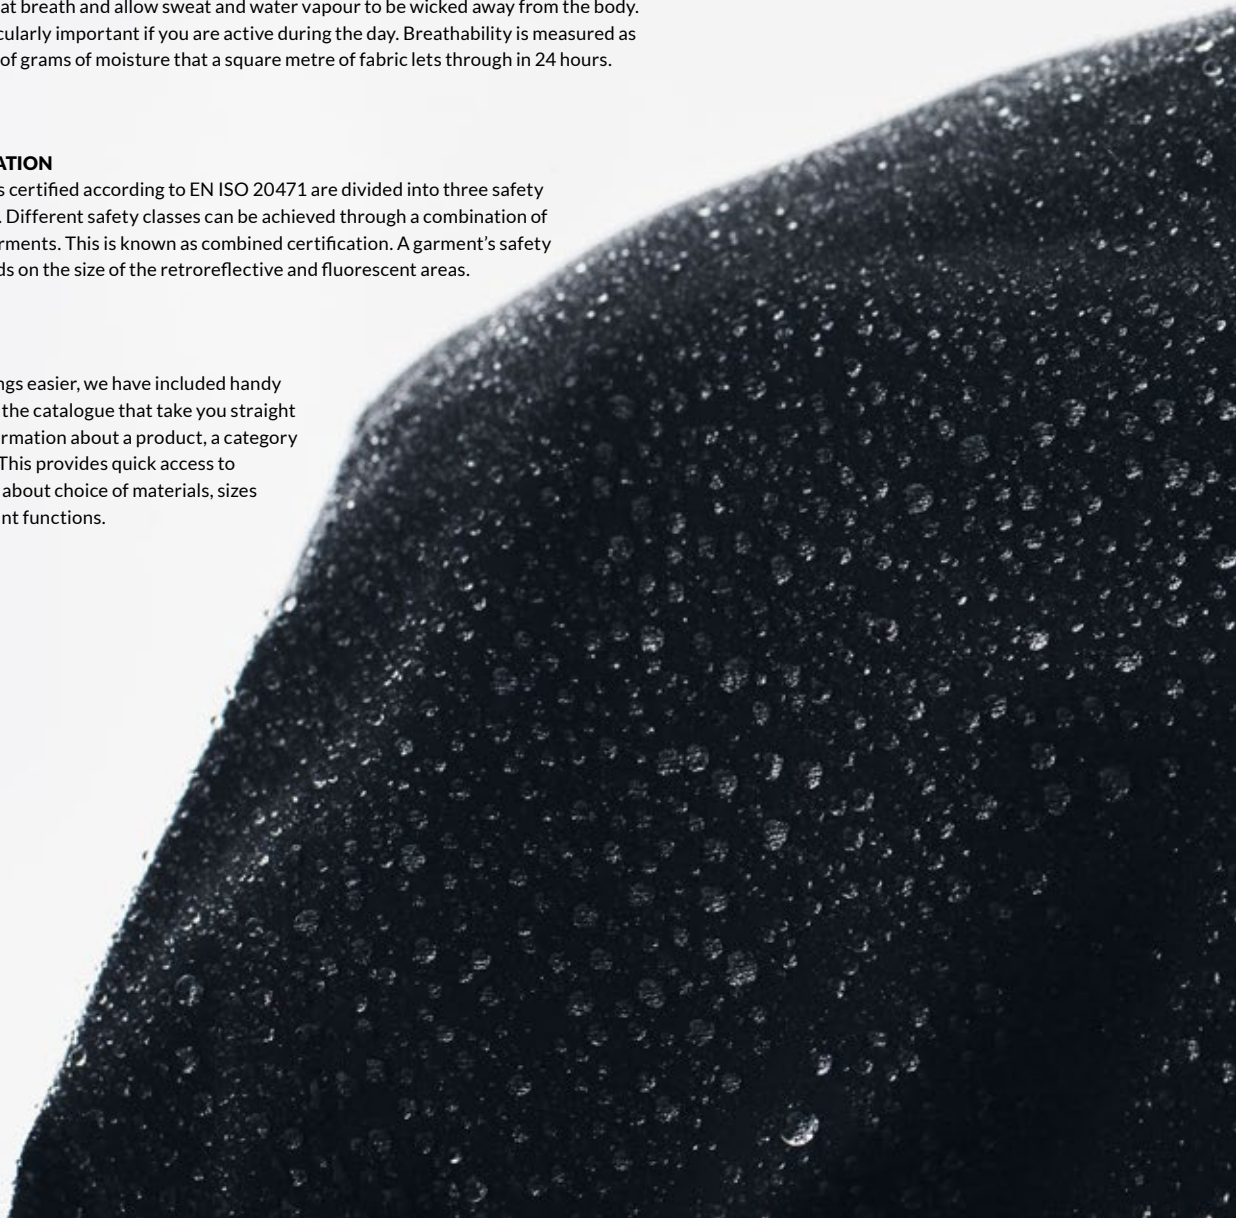 at breath and allow sweat and water vapour to be wicked away from the body.
cularly important if you are active during the day. Breathability is measured as
of grams of moisture that a square metre of fabric lets through in 24 hours.
ATION
s certified according to EN ISO 20471 are divided into three safety
. Different safety classes can be achieved through a combination of
rments. This is known as combined certification. A garment’s safety
ds on the size of the retroreflective and fluorescent areas.
ngs easier, we have included handy
the catalogue that take you straight
rmation about a product, a category
This provides quick access to
about choice of materials, sizes
nt functions.